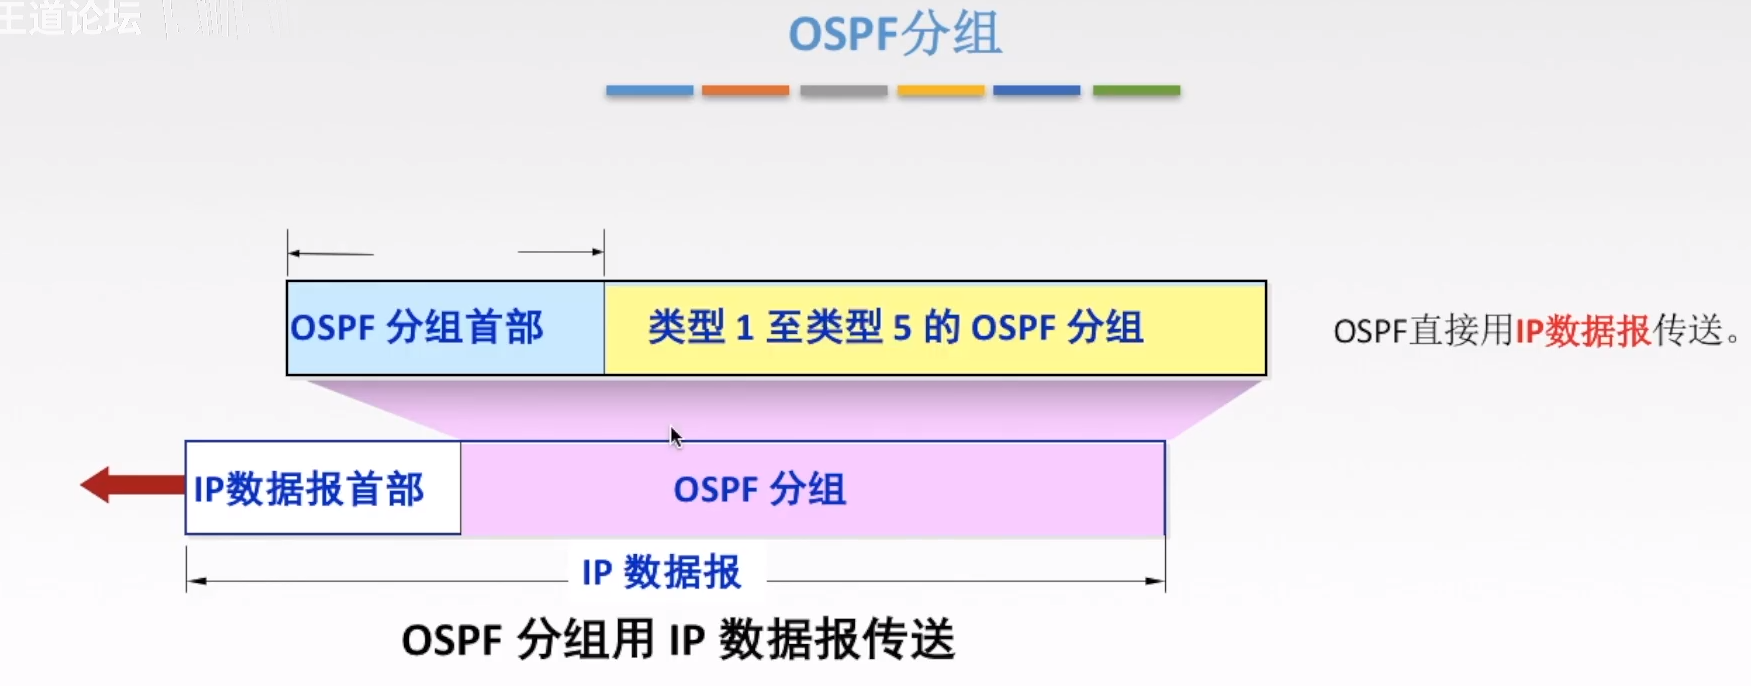 王道论坛
OSPF分组
OSPF 分组首部
类型 1 至类型 5 的 OSPF 分组
OSPF直接用IP数据报传送。
IP数据报首部
OSPF 分组
IP 数据报
OSPF 分组用 IP 数据报传送